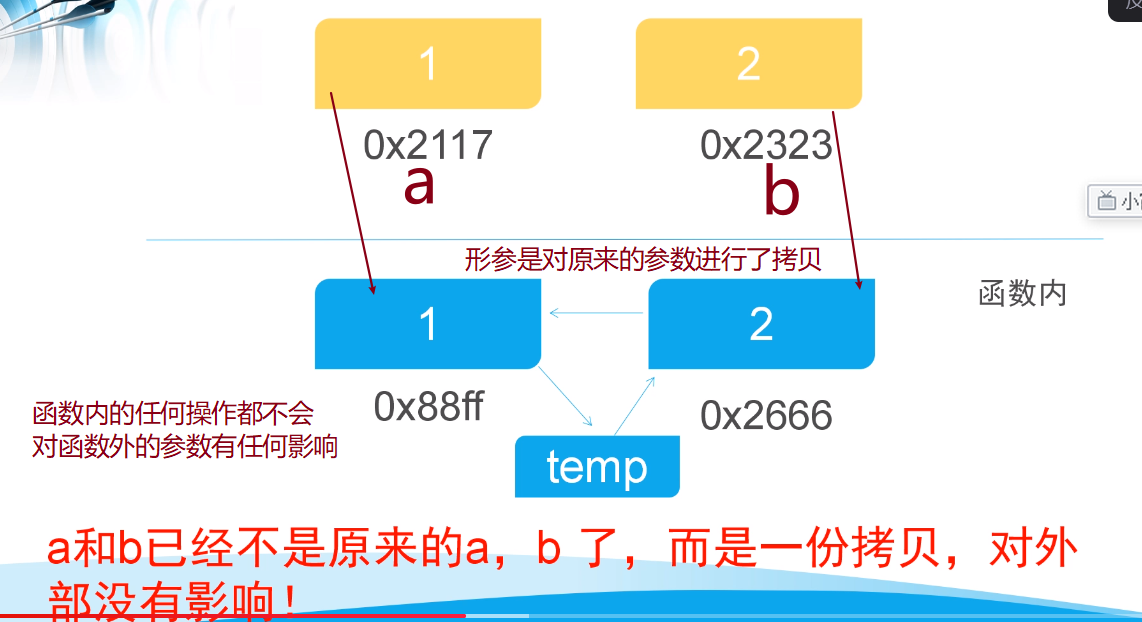 1 2
0x2117 0x2323
a b
形参是对原来的参数进行了拷贝
函数内
1 2
0x88ff 0x2666
函数内的任何操作都不会
对函数外的参数有任何影响
temp
a和b已经不是原来的a，b 了，而是一份拷贝，对外
部没有影响！